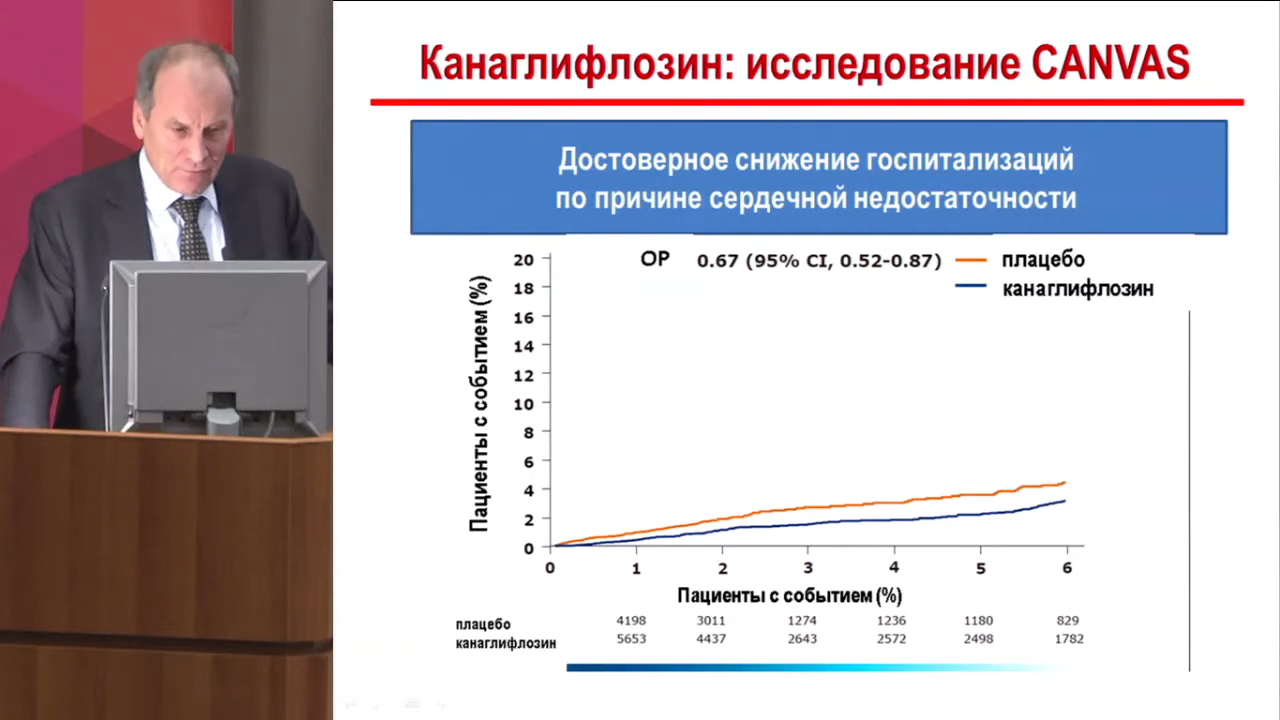 Канаглифлозин: исследование CANVAS
Достоверное снижение госпитализаций
по причине сердечной недостаточности
ОР 0.67 (95% CI, 0.52-0.87)
плацебо
канаглифлозин
Пациенты с событием (%)
20
18
16
14
12
10
8
6
4
2
0
0 1 2 3 4 5 6
Пациенты с событием (%)
плацебо 4198 3011 1274 1236 1180 829
канаглифлозин 5653 4437 2643 2572 2498 1782